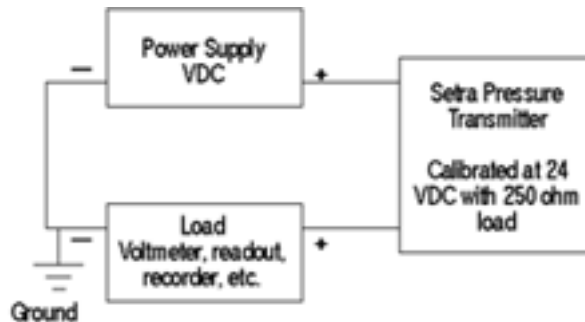 Power Supply
VDC
—
+
Setra Pressure
Transmitter
Calibrated at 24
VDC with 250 ohm
load
Load
Voltmeter, readout,
recorder, etc.
—
+
Ground